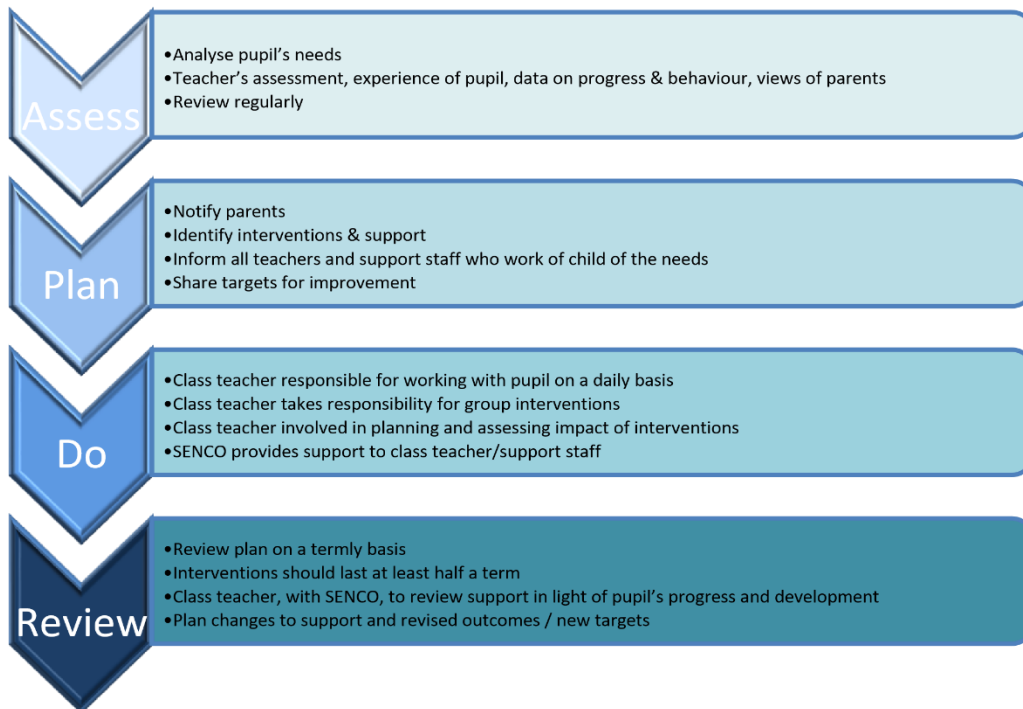 Assess
•Analyse pupil's needs
•Teacher's assessment, experience of pupil, data on progress & behaviour, views of parents
•Review regularly
Plan
•Notify parents
•Identify interventions & support
•Inform all teachers and support staff who work of child of the needs
•Share targets for improvement
Do
•Class teacher responsible for working with pupil on a daily basis
•Class teacher takes responsibility for group interventions
•Class teacher involved in planning and assessing impact of interventions
•SENCO provides support to class teacher/support staff
Review
•Review plan on a termly basis
•Interventions should last at least half a term
•Class teacher, with SENCO, to review support in light of pupil's progress and development
•Plan changes to support and revised outcomes / new targets